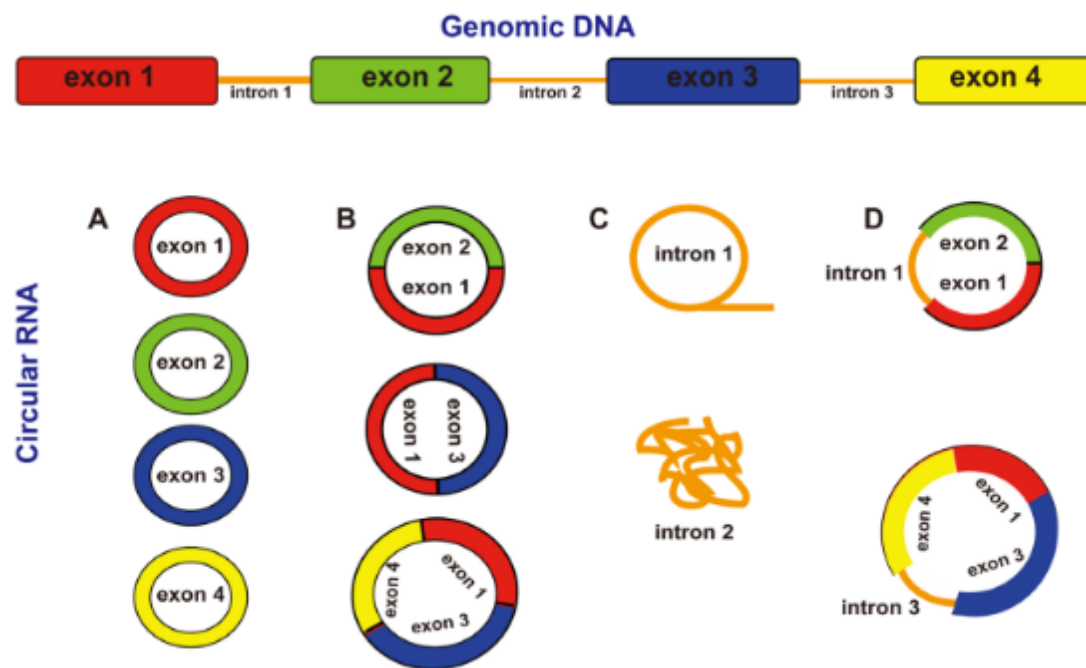 Genomic DNA
exon 1
exon 2
exon 3
exon 4
intron 1
intron 2
intron 3
Circular RNA
A
exon 1
exon 2
exon 3
exon 4
B
exon 2
exon 1
exon 1
exon 3
exon 4
exon 1
exon 3
C
intron 1
intron 2
D
exon 2
intron 1
exon 1
exon 4
exon 1
exon 3
intron 3